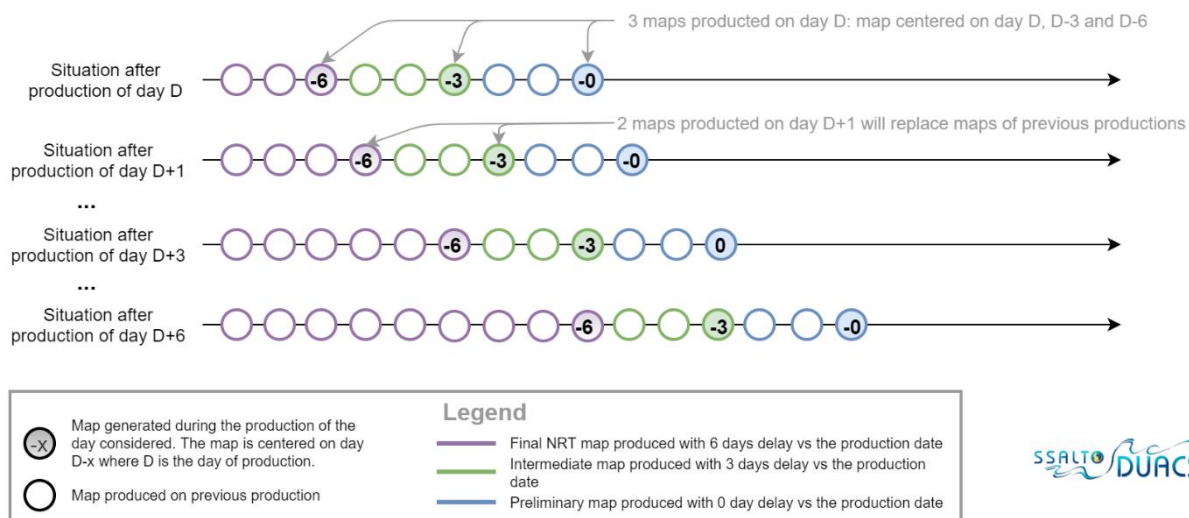 3 maps producted on day D: map centered on day D, D-3 and D-6
Situation after
production of day D
-6
-3
-0
2 maps producted on day D+1 will replace maps of previous productions
Situation after
production of day D+1
-6
-3
-0
...
Situation after
production of day D+3
-6
-3
0
...
Situation after
production of day D+6
-6
-3
-0
Legend
-x
Map generated during the production of the
day considered. The map is centered on day
D-x where D is the day of production.
Map produced on previous production
Final NRT map produced with 6 days delay vs the production date
Intermediate map produced with 3 days delay vs the production
date
Preliminary map produced with 0 day delay vs the production date
SSALTO DUACS